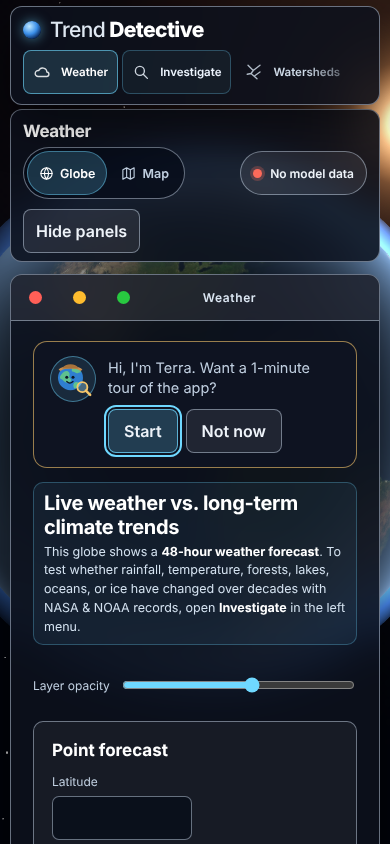 Trend Detective
Weather
Investigate
Watersheds
Weather
Globe
Map
No model data
Hide panels
Weather
Hi, I'm Terra. Want a 1-minute
tour of the app?
Start
Not now
Live weather vs. long-term
climate trends
This globe shows a 48-hour weather forecast. To
test whether rainfall, temperature, forests, lakes,
oceans, or ice have changed over decades with
NASA & NOAA records, open Investigate in the left
menu.
Layer opacity
Point forecast
Latitude